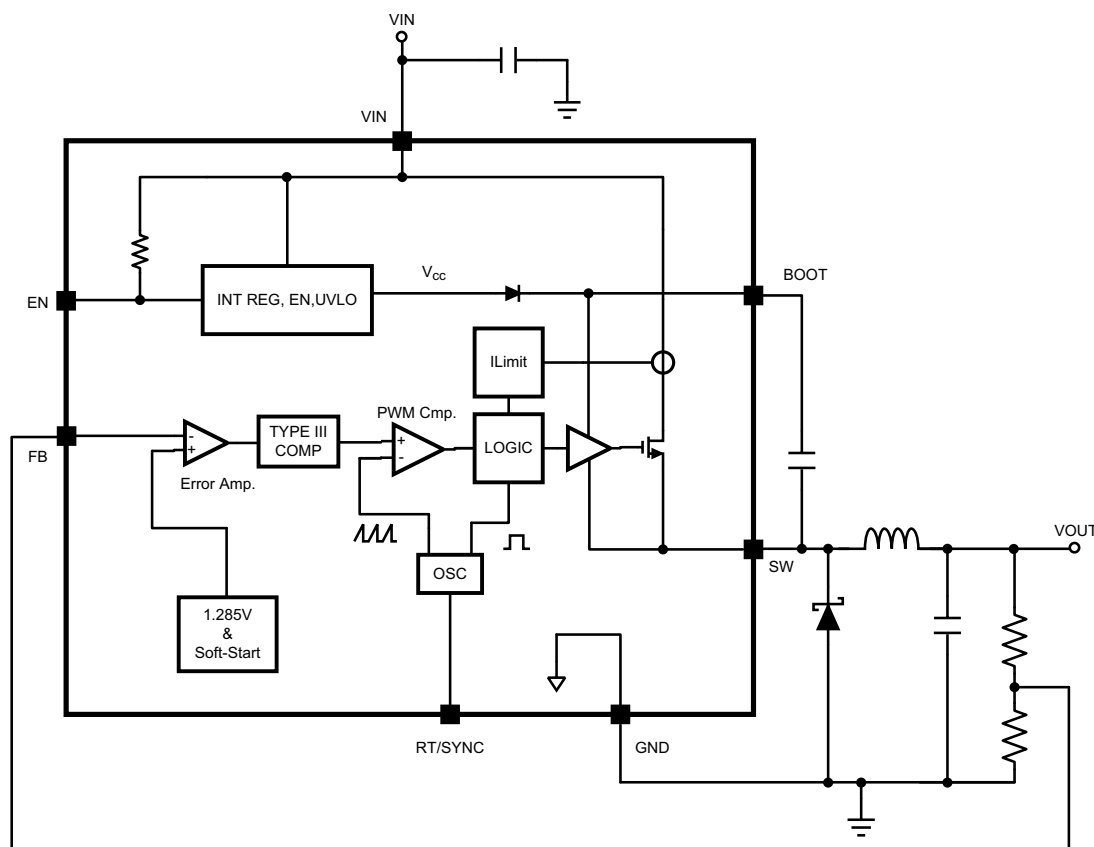 VIN
VIN
BOOT
V_CC
EN
INT REG, EN,UVLO
ILimit
PWM Cmp.
TYPE III
COMP
LOGIC
+
-
-
+
FB
Error Amp.
VOUT
SW
OSC
1.285V
&
Soft-Start
RT/SYNC
GND